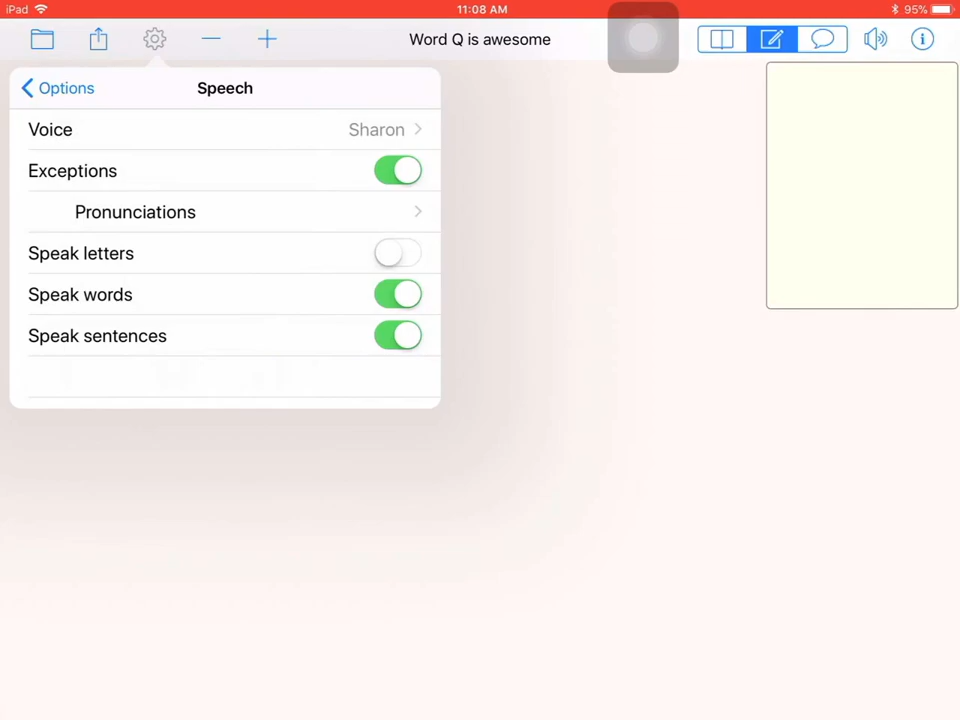 iPad 11:08 AM 95%
Word Q is awesome
Options Speech
Voice Sharon
Exceptions
Pronunciations
Speak letters
Speak words
Speak sentences